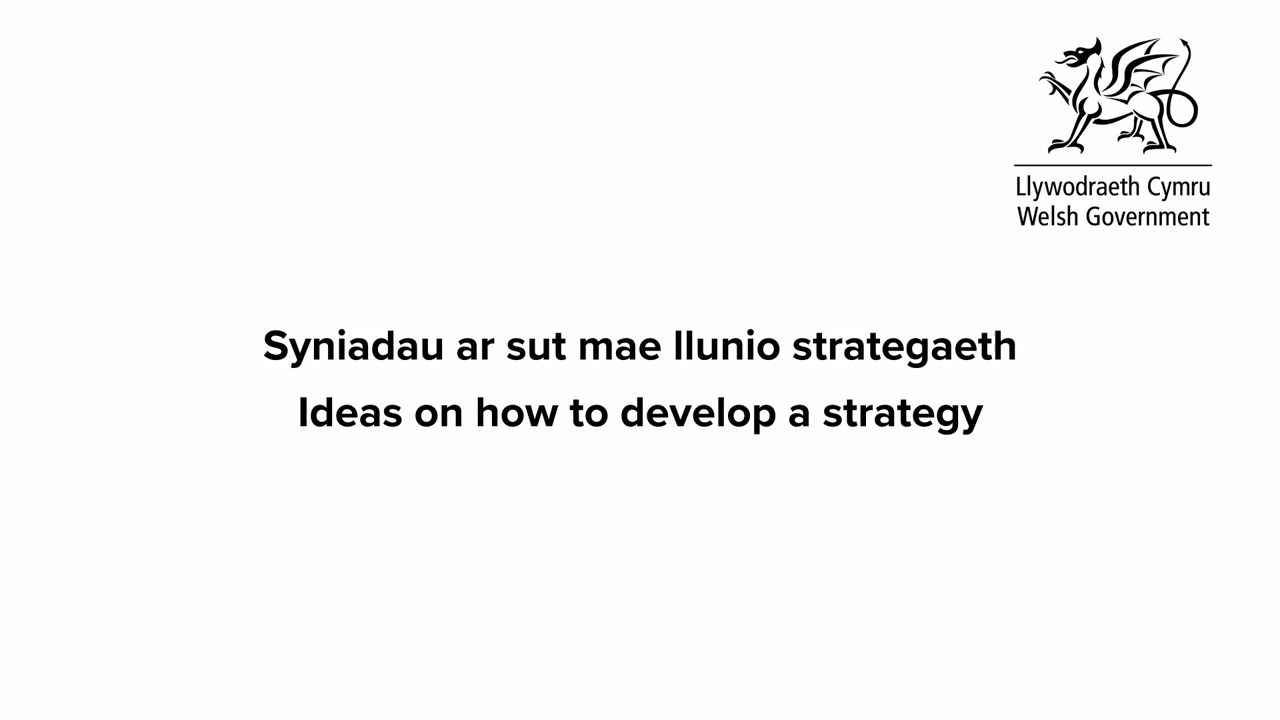 Llywodraeth Cymru
Welsh Government
Syniadau ar sut mae llunio strategaeth
Ideas on how to develop a strategy